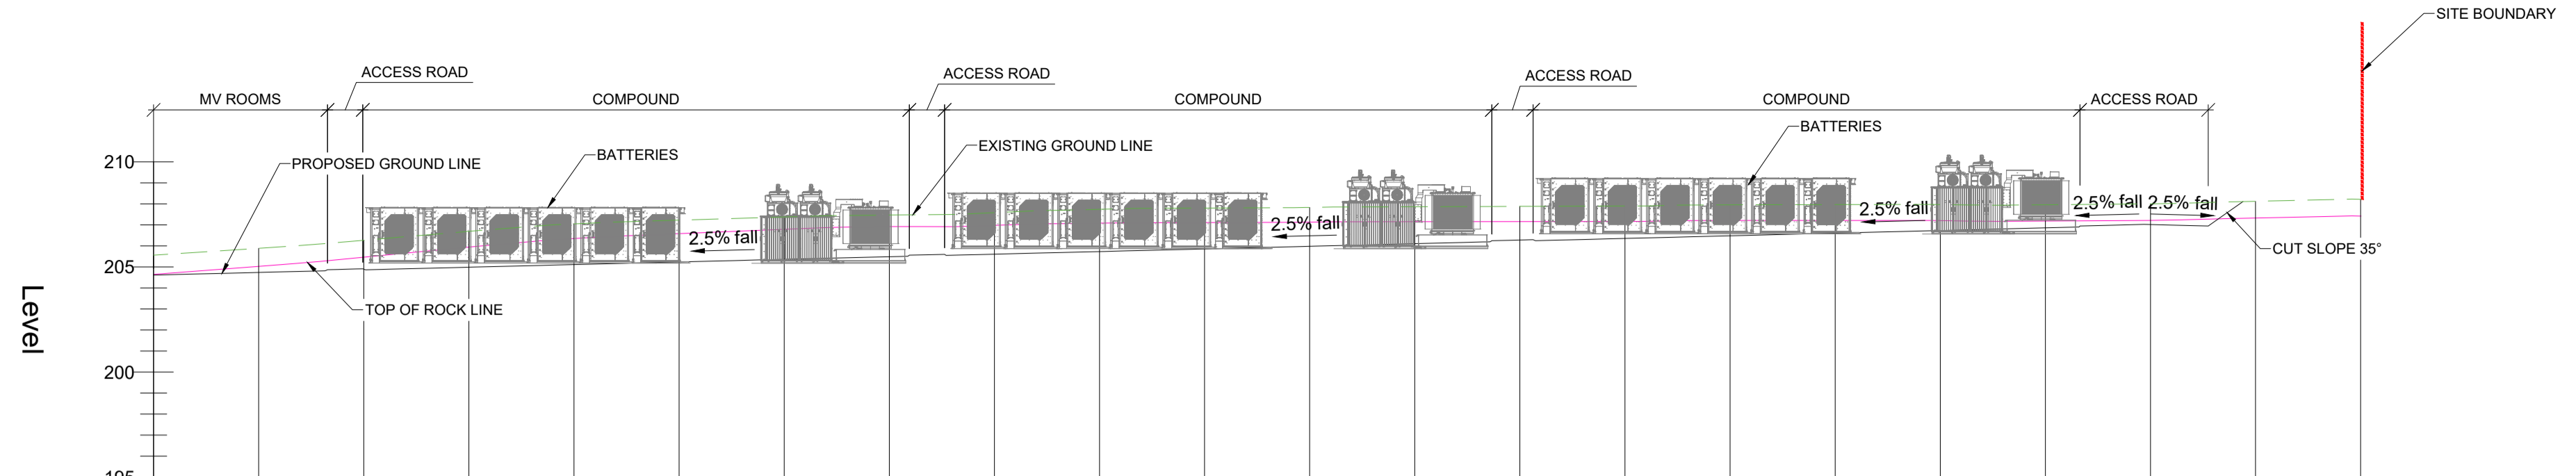 SITE BOUNDARY
ACCESS ROAD
ACCESS ROAD
ACCESS ROAD
MV ROOMS
COMPOUND
COMPOUND
COMPOUND
ACCESS ROAD
BATTERIES
EXISTING GROUND LINE
BATTERIES
210
PROPOSED GROUND LINE
2.5% fall
2.5% fall
2.5% fall
2.5% fall
2.5% fall
CUT SLOPE 35°
205
TOP OF ROCK LINE
Level
200